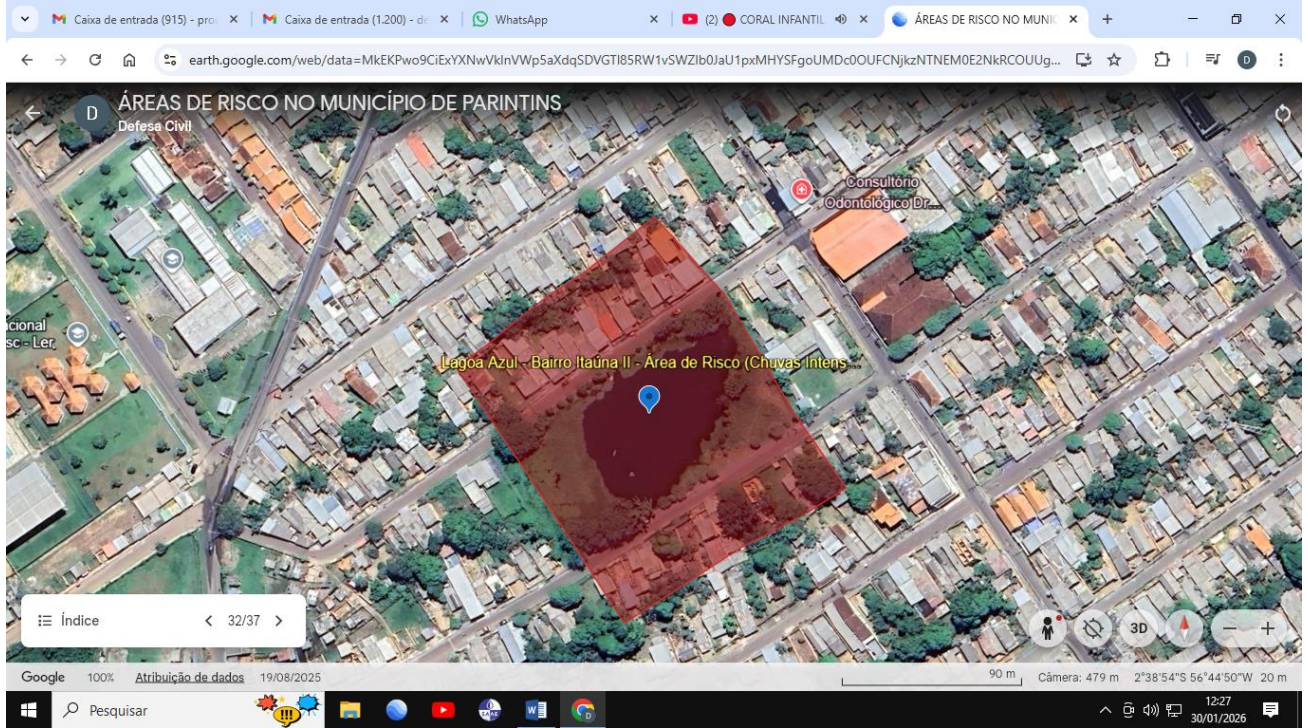 Caixa de entrada (915) - pro
Caixa de entrada (1.200) - de
WhatsApp
(2) 🔴 CORAL INFANTIL
ÁREAS DE RISCO NO MUNIC
earth.google.com/web/data=MkEKPwo9CiExYXNwVklnVWp5aXdqSDVGTl85RW1vSWZIb0JaU1pxMHYSFgoUMDc0OUFCNjkzNTNEM0E2NkRCOUUg...
D
D
ÁREAS DE RISCO NO MUNICÍPIO DE PARINTINS
Defesa Civil
Consultório
Odontológico Dr...
cional
sc - Ler,
Lagoa Azul - Bairro Itaúna II - Área de Risco (Chuvas Intens...
Índice
32/37
3D
Google
100%
Atribuição de dados
19/08/2025
90 m
Câmera: 479 m
2°38'54"S 56°44'50"W
20 m
Pesquisar
SAAE
12:27
30/01/2026